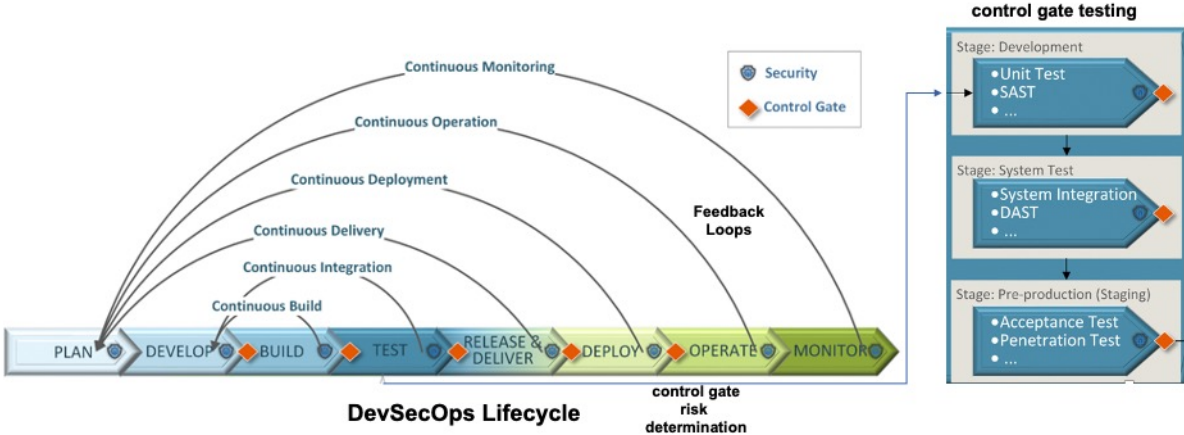 control gate testing
Continuous Monitoring
Continuous Operation
Continuous Deployment
Continuous Delivery
Continuous Integration
Continuous Build
Security
Control Gate
Feedback
Loops
PLAN
DEVELOP
BUILD
TEST
RELEASE &
DELIVER
DEPLOY
OPERATE
MONITOR
DevSecOps Lifecycle
control gate
risk
determination
Stage: Development
•Unit Test
•SAST
• ...
Stage: System Test
•System Integration
•DAST
• ...
Stage: Pre-production (Staging)
•Acceptance Test
•Penetration Test
• ...